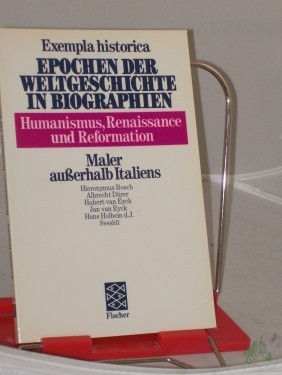 Exempla historica
EPOCHEN DER
WELTGESCHICHTE
IN BIOGRAPHIEN
Humanismus, Renaissance
und Reformation
Maler
außerhalb Italiens
Hieronymus Bosch
Albrecht Dürer
Hubert van Eyck
Jan van Eyck
Hans Holbein d.J.
Sesshū
Fischer